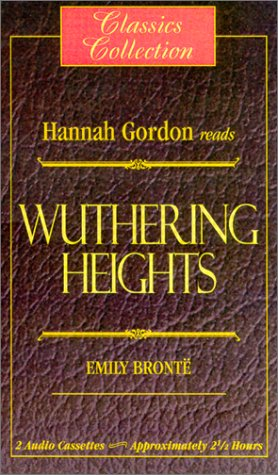 Classics
Collection
Hannah Gordon reads
WUTHERING
HEIGHTS
EMILY BRONTË
2 Audio Cassettes Approximately 2½ Hours